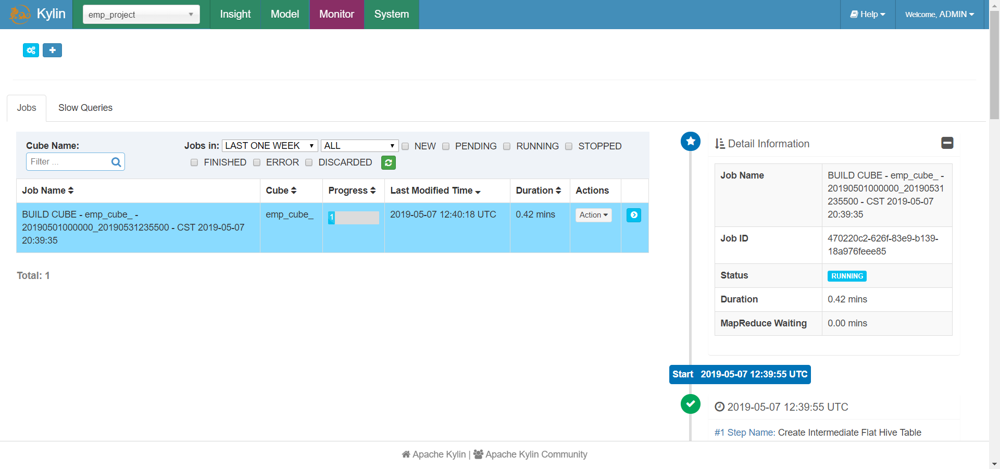 Kylin
emp_project
Insight
Model
Monitor
System
Help
Welcome, ADMIN
Jobs
Slow Queries
Cube Name:
Filter ...
Jobs in: LAST ONE WEEK ALL NEW PENDING RUNNING STOPPED
FINISHED ERROR DISCARDED
Job Name Cube Progress Last Modified Time Duration Actions
BUILD CUBE - emp_cube_ -
20190501000000_20190531235500 - CST 2019-05-07
20:39:35
emp_cube_
1
2019-05-07 12:40:18 UTC
0.42 mins
Action
Total: 1
Detail Information
Job Name
BUILD CUBE - emp_cube_ -
20190501000000_20190531
235500 - CST 2019-05-07
20:39:35
Job ID
470220c2-626f-83e9-b139-
18a976feee85
Status
RUNNING
Duration
0.42 mins
MapReduce Waiting
0.00 mins
Start 2019-05-07 12:39:55 UTC
2019-05-07 12:39:55 UTC
#1 Step Name: Create Intermediate Flat Hive Table
Apache Kylin | Apache Kylin Community